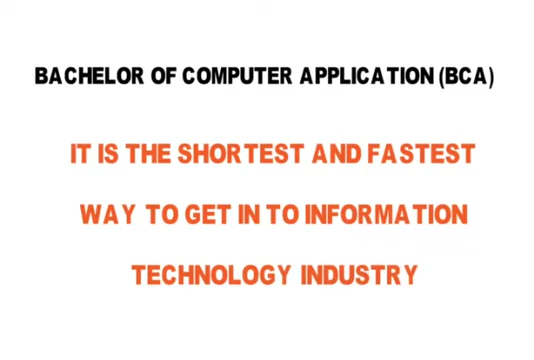 BACHELOR OF COMPUTER APPLICATION (BCA)
IT IS THE SHORTEST AND FASTEST
WAY TO GET IN TO INFORMATION
TECHNOLOGY INDUSTRY